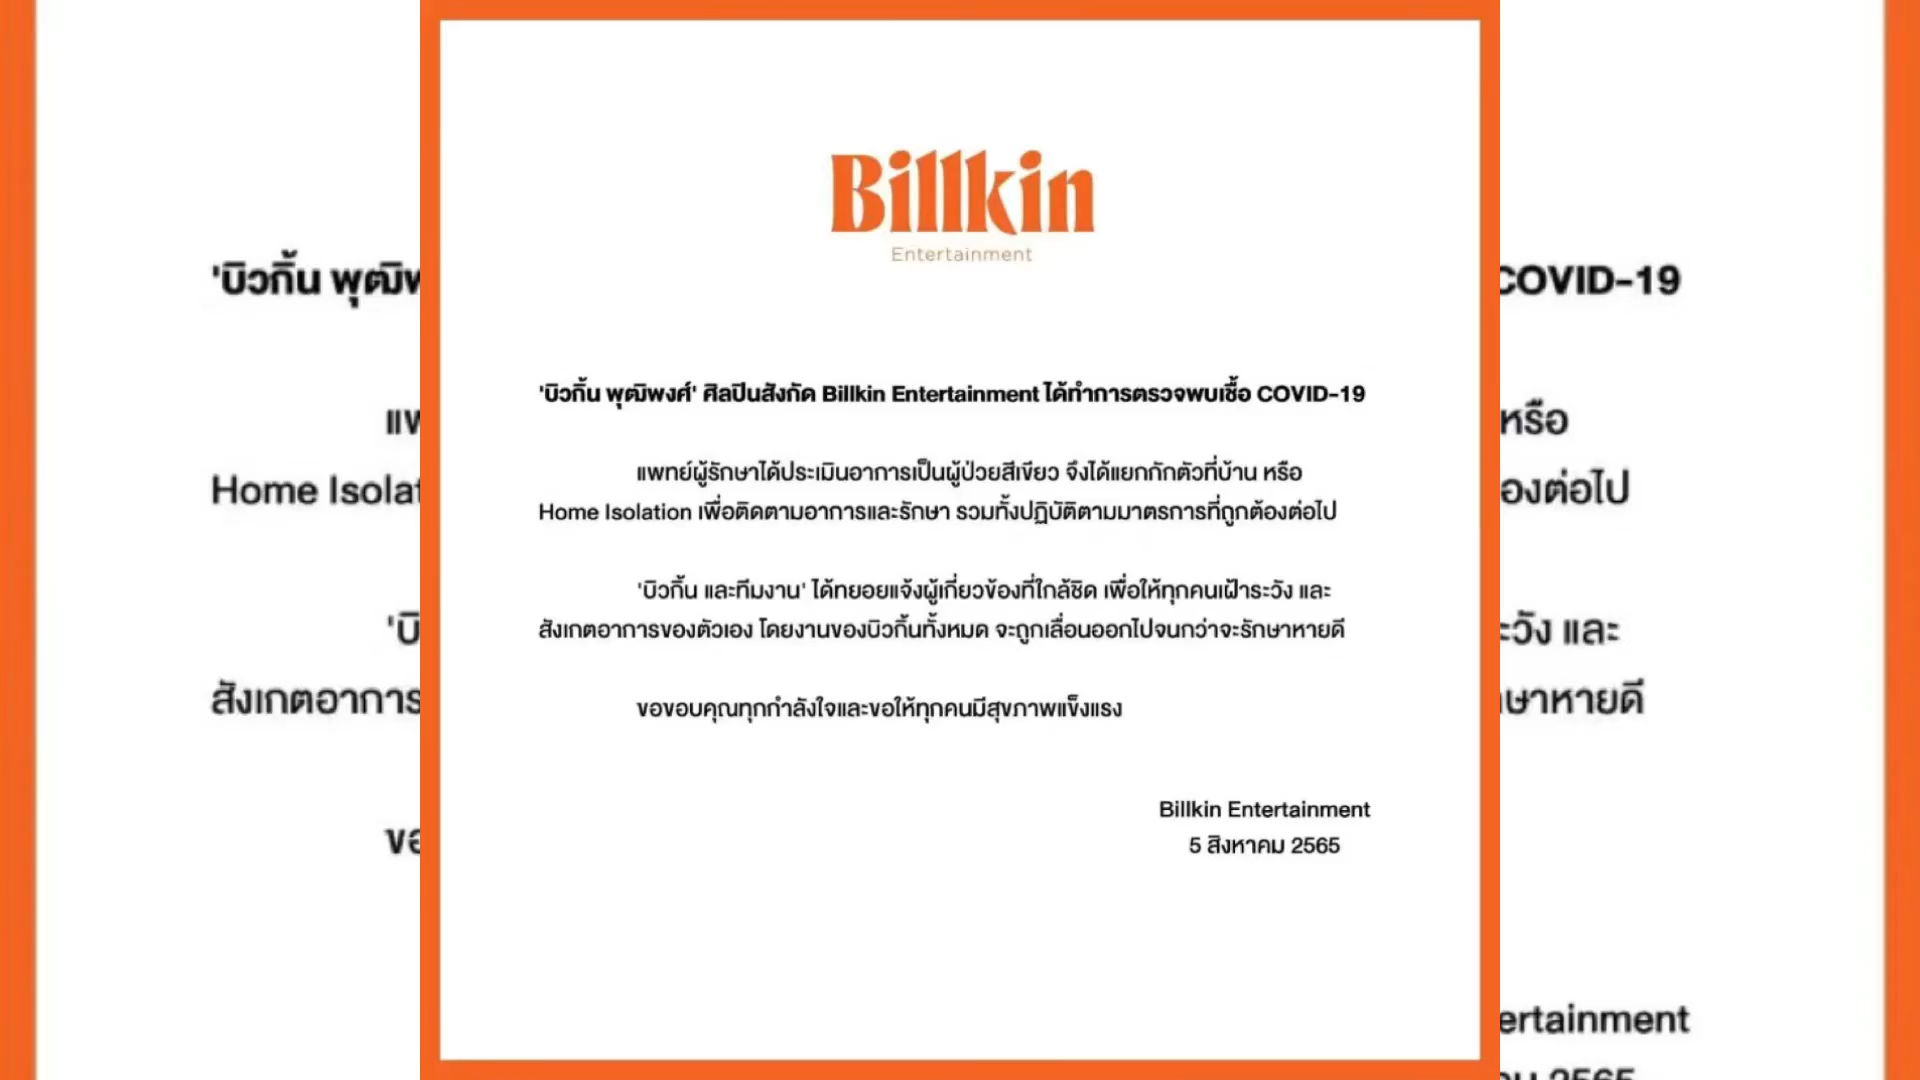 Billkin
Entertainment
'บิวกิ้น พุฒิพงศ์' ศิลปินสังกัด Billkin Entertainment ได้ทำการตรวจพบเชื้อ COVID-19
แพทย์ผู้รักษาได้ประเมินอาการเป็นผู้ป่วยสีเขียว จึงได้แยกกักตัวที่บ้าน หรือ
Home Isolation เพื่อติดตามอาการและรักษา รวมทั้งปฏิบัติตามมาตรการที่ถูกต้องต่อไป
'บิวกิ้น และทีมงาน' ได้ทยอยแจ้งผู้เกี่ยวข้องที่ใกล้ชิด เพื่อให้ทุกคนเฝ้าระวัง และ
สังเกตอาการของตัวเอง โดยงานของบิวกิ้นทั้งหมด จะถูกเลื่อนออกไปจนกว่าจะรักษาหายดี
ขอขอบคุณทุกกำลังใจและขอให้ทุกคนมีสุขภาพแข็งแรง
Billkin Entertainment
5 สิงหาคม 2565